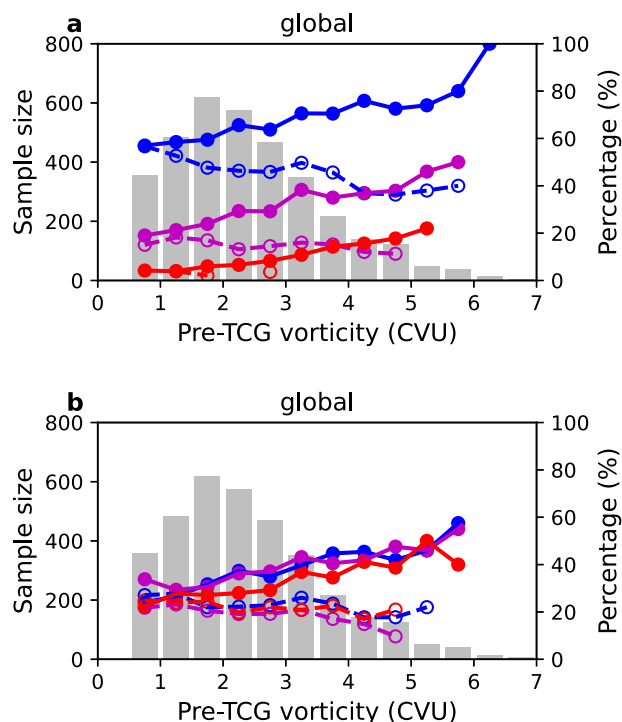 a
global
800
600
400
200
0
Sample size
100
80
60
40
20
0
Percentage (%)
0 1 2 3 4 5 6 7
Pre-TCG vorticity (CVU)
b
global
800
600
400
200
0
Sample size
100
80
60
40
20
0
Percentage (%)
0 1 2 3 4 5 6 7
Pre-TCG vorticity (CVU)